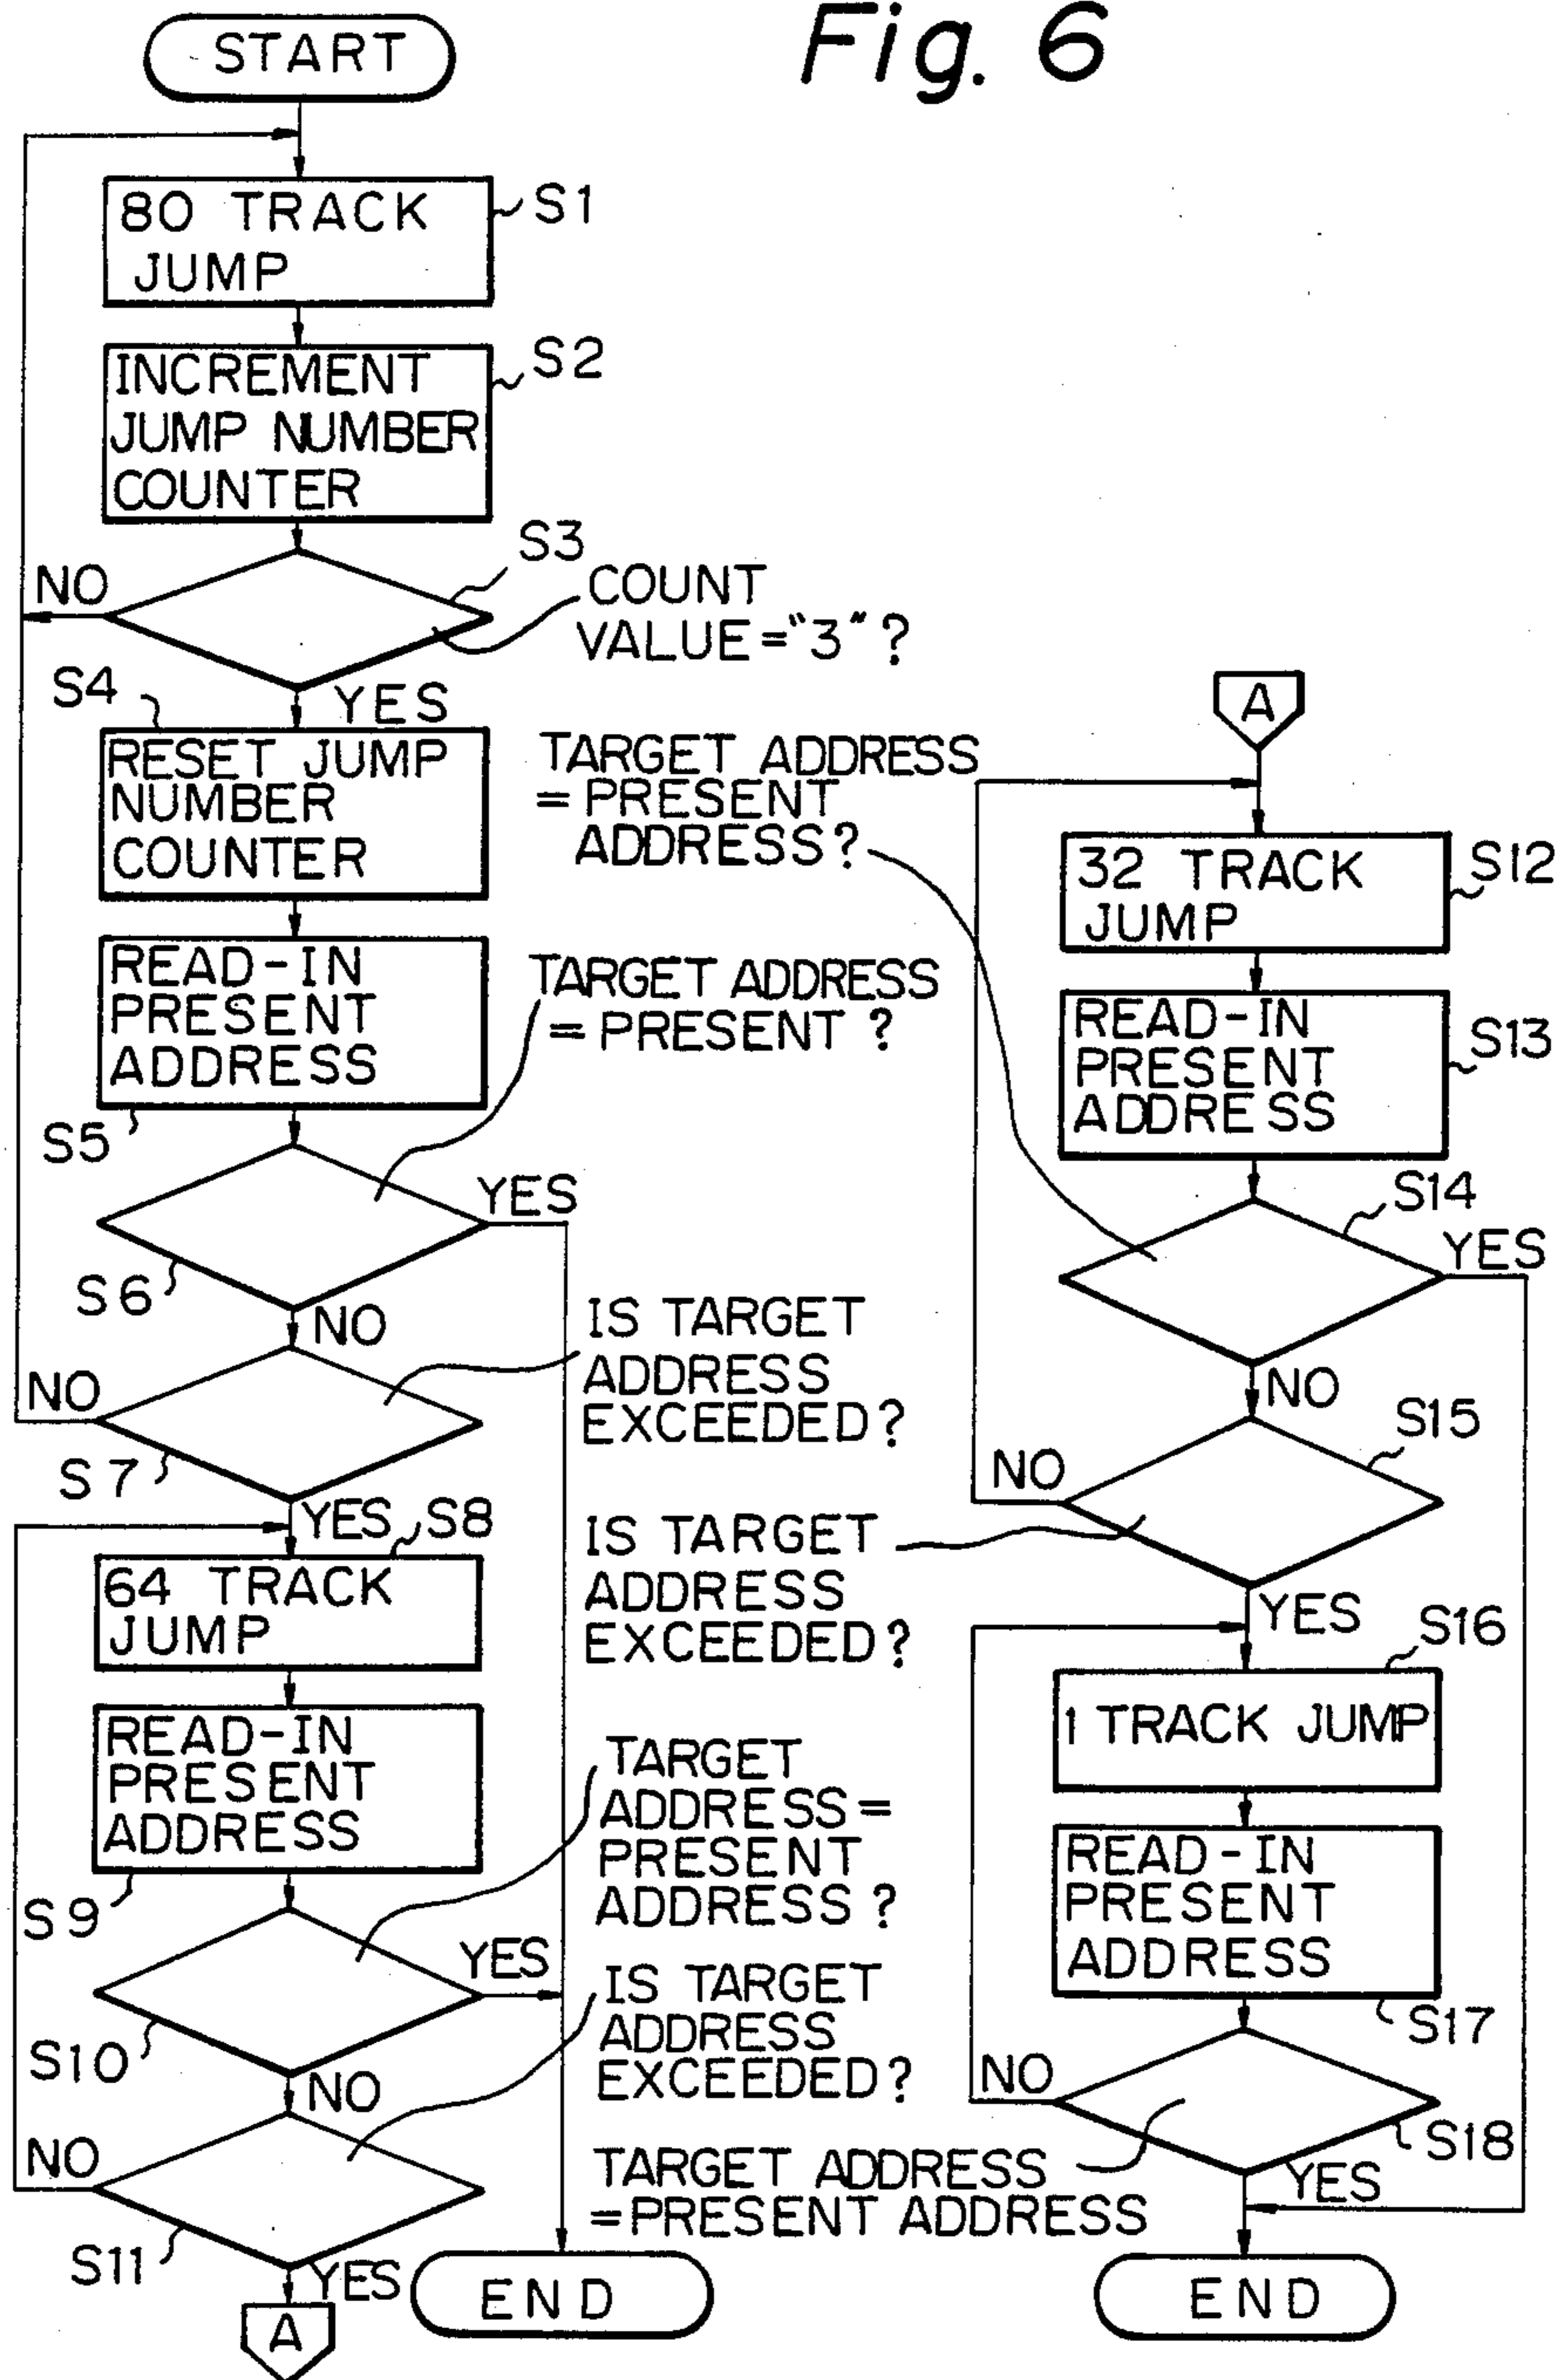 Fig. 6
START
80 TRACK
JUMP
S1
INCREMENT
JUMP NUMBER
COUNTER
S2
S3
NO
COUNT
VALUE="3"?
YES
S4
RESET JUMP
NUMBER
COUNTER
READ-IN
PRESENT
ADDRESS
S5
TARGET ADDRESS
=PRESENT ?
YES
S6
NO
IS TARGET
ADDRESS
EXCEEDED?
NO
S7
YES
S8
64 TRACK
JUMP
READ-IN
PRESENT
ADDRESS
S9
TARGET
ADDRESS=
PRESENT
ADDRESS ?
YES
S10
NO
IS TARGET
ADDRESS
EXCEEDED?
NO
S11
YES
A
END
A
32 TRACK
JUMP
S12
READ-IN
PRESENT
ADDRESS
S13
TARGET ADDRESS
=PRESENT
ADDRESS?
S14
YES
NO
S15
NO
IS TARGET
ADDRESS
EXCEEDED?
YES
S16
1 TRACK JUMP
READ-IN
PRESENT
ADDRESS
S17
NO
S18
TARGET ADDRESS
=PRESENT ADDRESS
YES
END